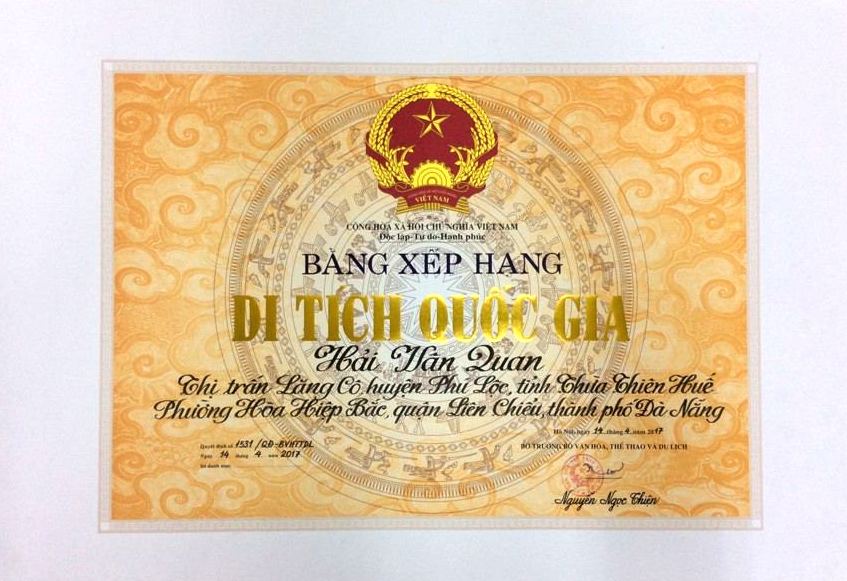 VIỆT NAM
CỘNG HÒA XÃ HỘI CHỦ NGHĨA VIỆT NAM
Độc lập-Tự do-Hạnh phúc
BẰNG XẾP HẠNG
DI TÍCH QUỐC GIA
Hải Vân Quan
Thị trấn Lăng Cô huyện Phú Lộc, tỉnh Thừa Thiên Huế
Phường Hòa Hiệp Bắc, quận Liên Chiểu, thành phố Đà Nẵng
Hà Nội, ngày 14 tháng 4 năm 2017
Quyết định số 1531 /QĐ-BVHTTDL
BỘ TRƯỞNG BỘ VĂN HÓA, THỂ THAO VÀ DU LỊCH
Ngày 14 tháng 4 năm 2017
Số danh mục:
Nguyễn Ngọc Thiện